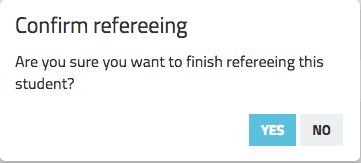 Confirm refereeing
Are you sure you want to finish refereeing this
student?
YES NO